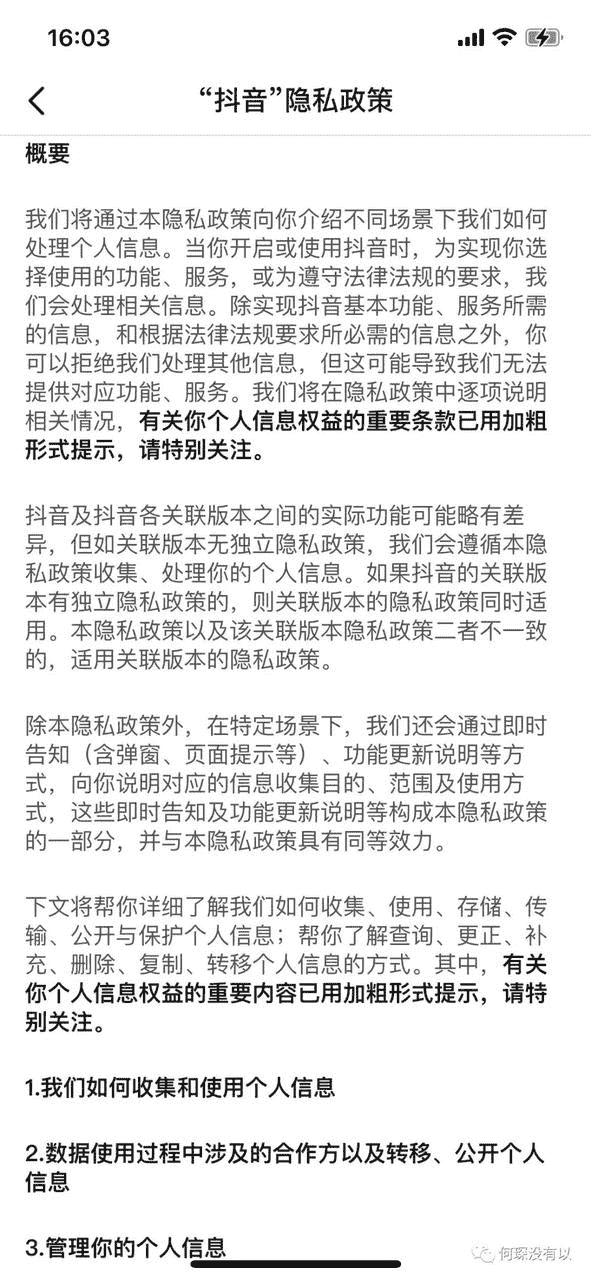 16:03
“抖音”隐私政策
概要
我们将通过本隐私政策向你介绍不同场景下我们如何
处理个人信息。当你开启或使用抖音时，为实现你选
择使用的功能、服务，或为遵守法律法规的要求，我
们会处理相关信息。除实现抖音基本功能、服务所需
的信息，和根据法律法规要求所必需的信息之外，你
可以拒绝我们处理其他信息，但这可能导致我们无法
提供对应功能、服务。我们将在隐私政策中逐项说明
相关情况，有关你个人信息权益的重要条款已用加粗
形式提示，请特别关注。
抖音及抖音各关联版本之间的实际功能可能略有差
异，但如关联版本无独立隐私政策，我们会遵循本隐
私政策收集、处理你的个人信息。如果抖音的关联版
本有独立隐私政策的，则关联版本的隐私政策同时适
用。本隐私政策以及该关联版本隐私政策二者不一致
的，适用关联版本的隐私政策。
除本隐私政策外，在特定场景下，我们还会通过即时
告知（含弹窗、页面提示等）、功能更新说明等方
式，向你说明对应的信息收集目的、范围及使用方
式，这些即时告知及功能更新说明等构成本隐私政策
的一部分，并与本隐私政策具有同等效力。
下文将帮你详细了解我们如何收集、使用、存储、传
输、公开与保护个人信息；帮你了解查询、更正、补
充、删除、复制、转移个人信息的方式。其中，有关
你个人信息权益的重要内容已用加粗形式提示，请特
别关注。
1.我们如何收集和使用个人信息
2.数据使用过程中涉及的合作方以及转移、公开个人
信息
3.管理你的个人信息
何琛没有以